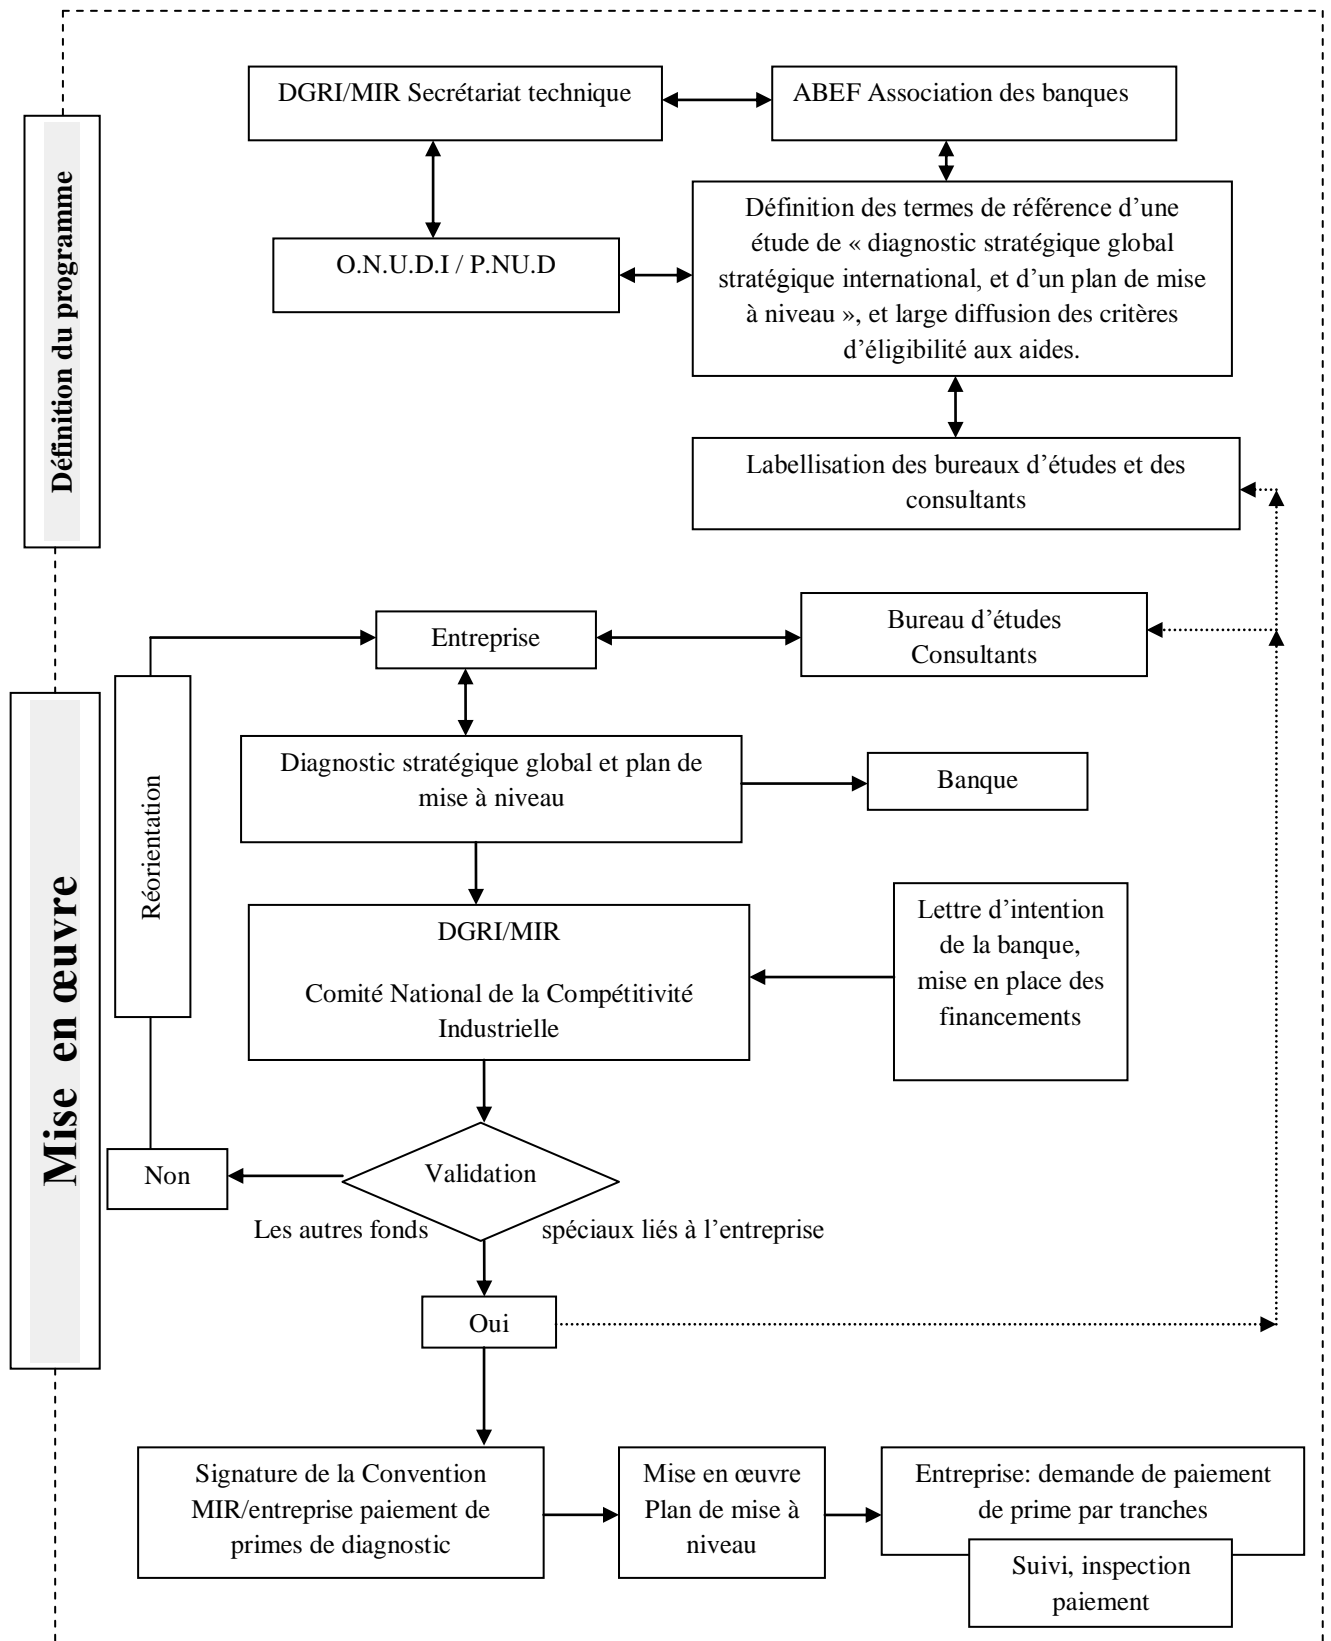 DGRI/MIR Secrétariat technique
ABEF Association des banques
Définition du programme
O.N.U.D.I / P.NU.D
Définition des termes de référence d’une
étude de « diagnostic stratégique global
stratégique international, et d’un plan de mise
à niveau », et large diffusion des critères
d’éligibilité aux aides.
Labellisation des bureaux d’études et des
consultants
Entreprise
Bureau d’études
Consultants
Mise en œuvre
Réorientation
Diagnostic stratégique global et plan de
mise à niveau
Banque
DGRI/MIR
Comité National de la Compétitivité
Industrielle
Lettre d’intention
de la banque,
mise en place des
financements
Validation
Non
Les autres fonds spéciaux liés à l’entreprise
Oui
Signature de la Convention
MIR/entreprise paiement de
primes de diagnostic
Mise en œuvre
Plan de mise à
niveau
Entreprise: demande de paiement
de prime par tranches
Suivi, inspection
paiement